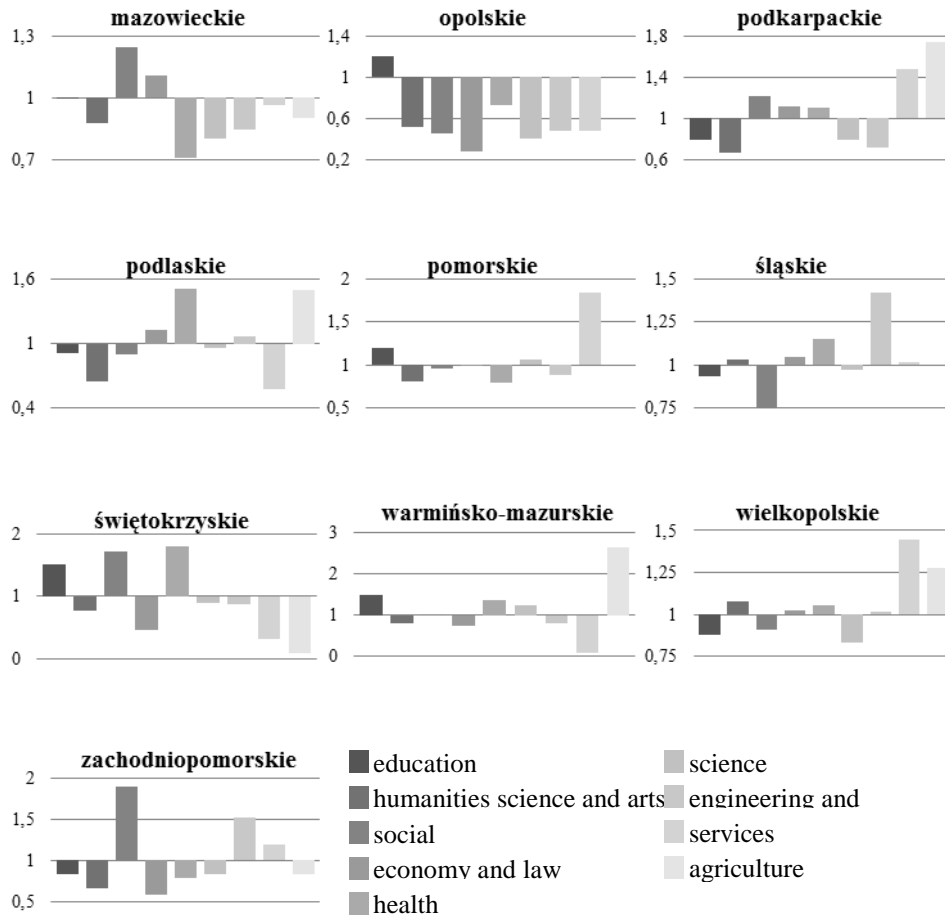 mazowieckie
1,3
1
0,7
opolskie
1,4
1
0,6
0,2
podkarpackie
1,8
1,4
1
0,6
podlaskie
1,6
1
0,4
pomorskie
2
1,5
1
0,5
śląskie
1,5
1,25
1
0,75
świętokrzyskie
2
1
0
warmińsko-mazurskie
3
2
1
0
wielkopolskie
1,5
1,25
1
0,75
zachodniopomorskie
2
1,5
1
0,5
education
humanities science and arts
social
economy and law
health
science
engineering and
services
agriculture